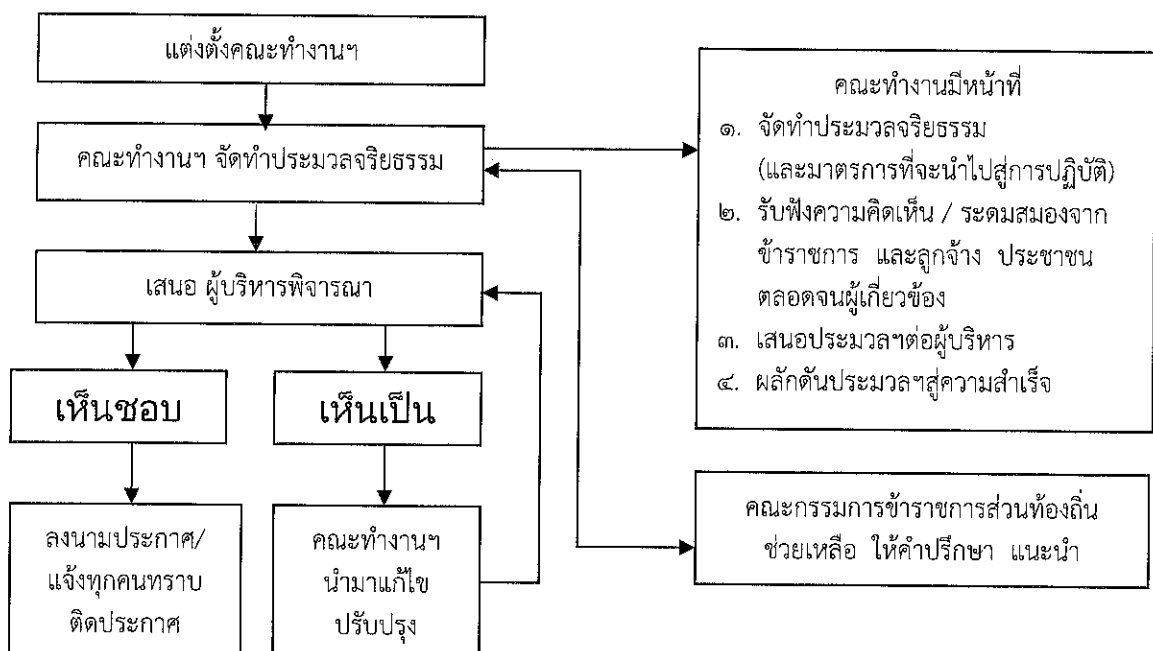 แต่งตั้งคณะทำงานฯ
คณะทำงานฯ จัดทำประมวลจริยธรรม
เสนอ ผู้บริหารพิจารณา
เห็นชอบ
เห็นเป็น
ลงนามประกาศ/
แจ้งทุกคนทราบ
ติดประกาศ
คณะทำงานฯ
นำมาแก้ไข
ปรับปรุง
คณะทำงานมีหน้าที่
๑. จัดทำประมวลจริยธรรม
(และมาตรการที่จะนำไปสู่การปฏิบัติ)
๒. รับฟังความคิดเห็น / ระดมสมองจาก
ข้าราชการ และลูกจ้าง ประชาชน
ตลอดจนผู้เกี่ยวข้อง
๓. เสนอประมวลฯต่อผู้บริหาร
๔. ผลักดันประมวลฯสู่ความสำเร็จ
คณะกรรมการข้าราชการส่วนท้องถิ่น
ช่วยเหลือ ให้คำปรึกษา แนะนำ